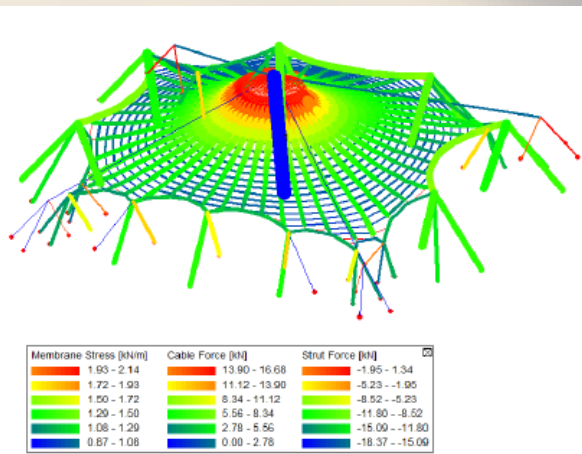 Membrane Stress [kN/m] Cable Force [kN] Strut Force [kN]
1.93 - 2.14 13.90 - 16.68 -1.95 - 1.34
1.72 - 1.93 11.12 - 13.90 -5.23 - -1.95
1.50 - 1.72 8.34 - 11.12 -8.52 - -5.23
1.29 - 1.50 5.56 - 8.34 -11.80 - -8.52
1.08 - 1.29 2.78 - 5.56 -15.09 - -11.80
0.87 - 1.08 0.00 - 2.78 -18.37 - -15.09